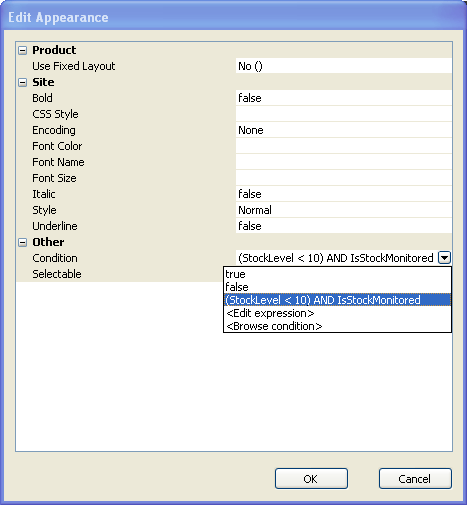 Edit Appearance
Product
Use Fixed Layout No ()
Site
Bold false
CSS Style
Encoding None
Font Color
Font Name
Font Size
Italic false
Style Normal
Underline false
Other
Condition (StockLevel < 10) AND IsStockMonitored
Selectable
true
false
(StockLevel < 10) AND IsStockMonitored
<Edit expression>
<Browse condition>
OK Cancel